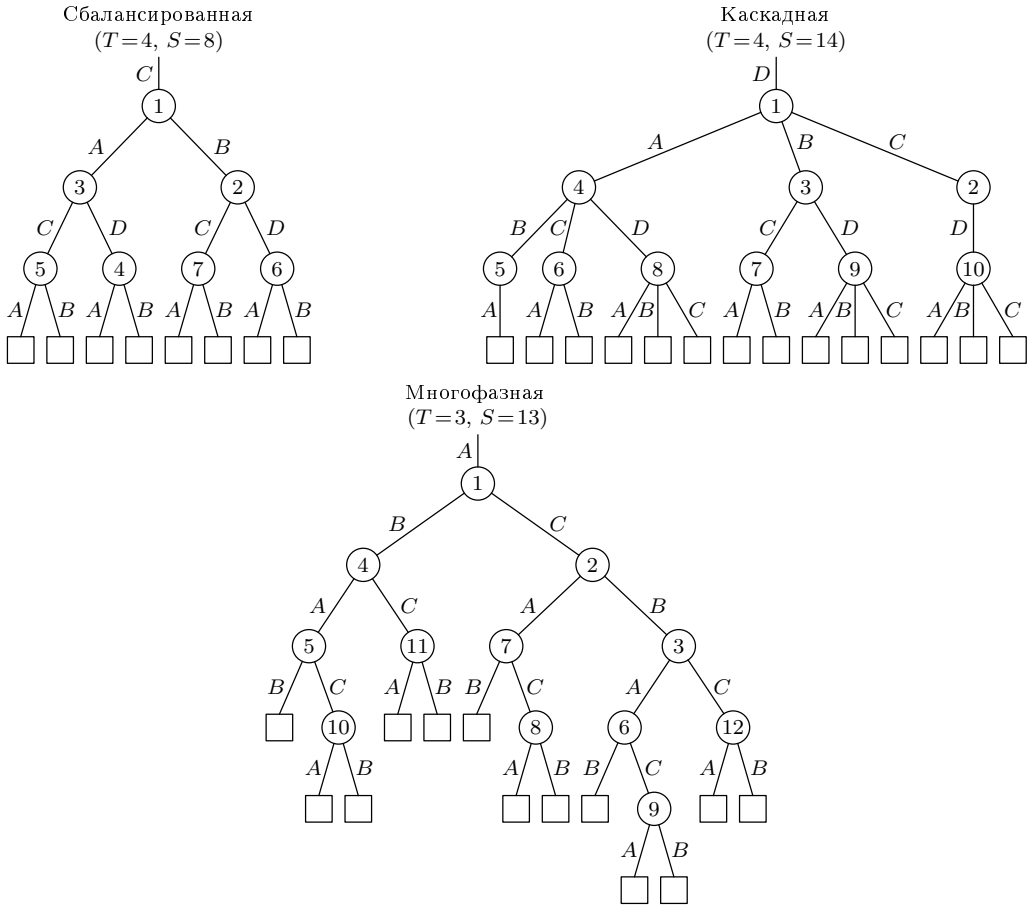 Сбалансированная
(T=4, S=8)
C
1
A B
3 2
C D C D
5 4 7 6
A B A B A B A B
Каскадная
(T=4, S=14)
D
1
A B C
4 3 2
B C D C D D
5 6 8 7 9 10
A A B A B C A B A B C A B C
Многофазная
(T=3, S=13)
A
1
B C
4 2
A C A B
5 11 7 3
B C A B B C A C
10 8 6 12
A B A B B C A B
9
A B